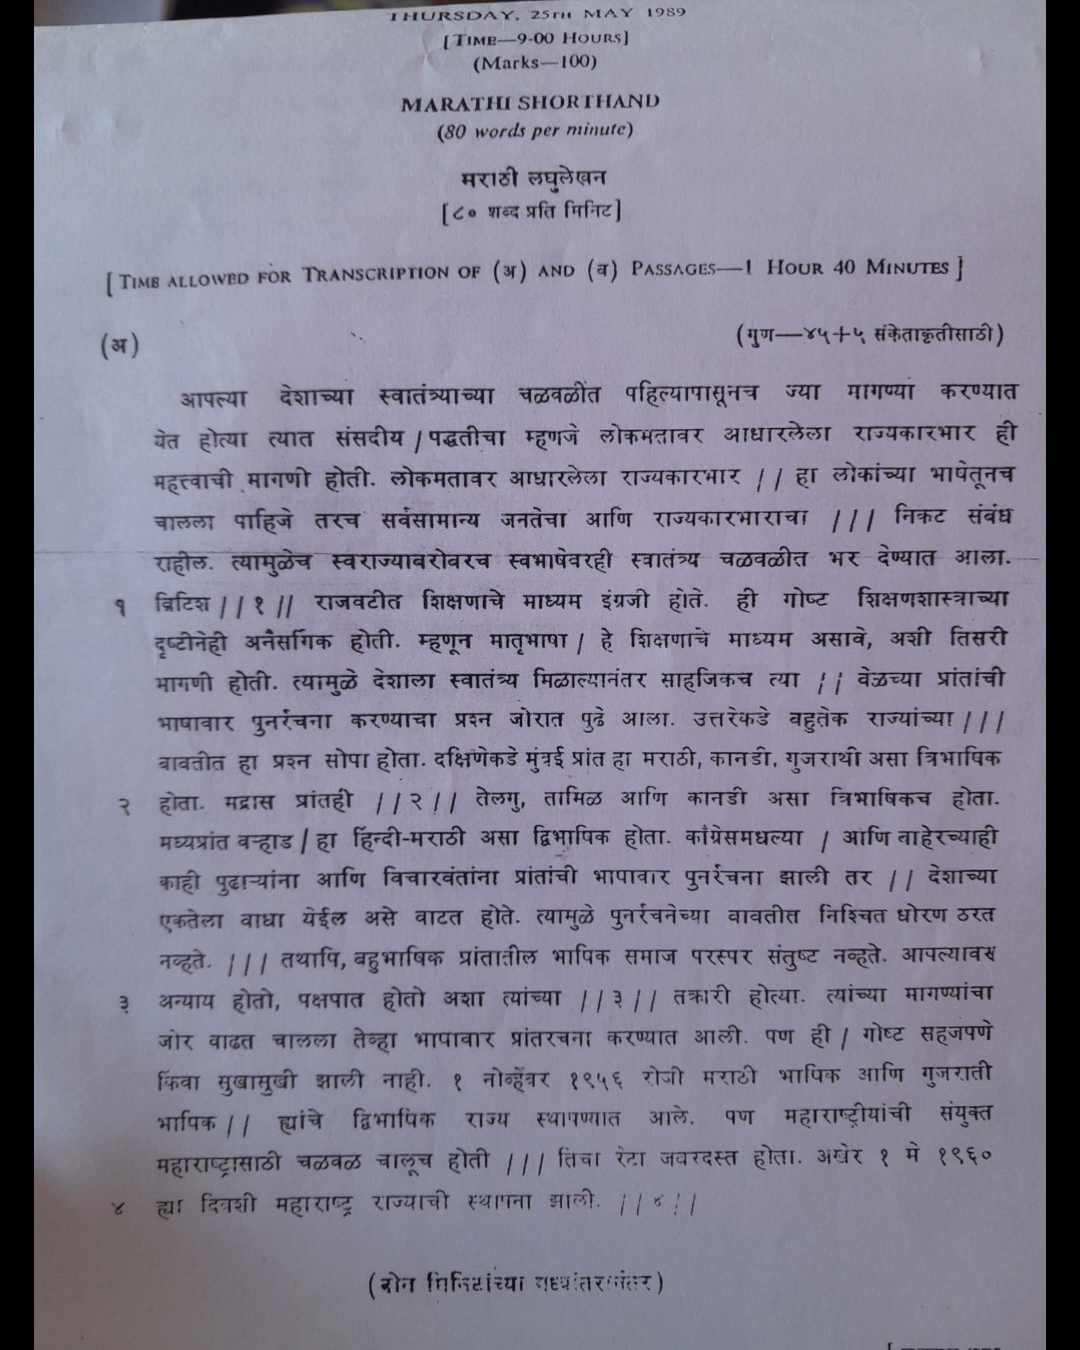 THURSDAY, 25TH MAY 1989
[TIME—9-00 HOURS]
(Marks—100)
MARATHI SHORTHAND
(80 words per minute)
मराठी लघुलेखन
[८० शब्द प्रति मिनिट]
[TIME ALLOWED FOR TRANSCRIPTION OF (अ) AND (ब) PASSAGES—1 HOUR 40 MINUTES]
(अ) (गुण—४५+५ संकेताकृतीसाठी)
आपल्या देशाच्या स्वातंत्र्याच्या चळवळीत पहिल्यापासूनच ज्या मागण्या करण्यात
येत होत्या त्यात संसदीय / पद्धतीचा म्हणजे लोकमतावर आधारलेला राज्यकारभार ही
महत्त्वाची मागणी होती. लोकमतावर आधारलेला राज्यकारभार / / हा लोकांच्या भाषेतूनच
चालला पाहिजे तरच सर्वसामान्य जनतेचा आणि राज्यकारभाराचा / / / निकट संबंध
राहील. त्यामुळेच स्वराज्याबरोबरच स्वभाषेवरही स्वातंत्र्य चळवळीत भर देण्यात आला.
१ ब्रिटिश / / १ / / राजवटीत शिक्षणाचे माध्यम इंग्रजी होते. ही गोष्ट शिक्षणशास्त्राच्या
दृष्टीनेही अनैसर्गिक होती. म्हणून मातृभाषा / हे शिक्षणाचे माध्यम असावे, अशी तिसरी
मागणी होती. त्यामुळे देशाला स्वातंत्र्य मिळाल्यानंतर साहजिकच त्या / / वेळच्या प्रांतांची
भाषावार पुनर्रचना करण्याचा प्रश्न जोरात पुढे आला. उत्तरेकडे बहुतेक राज्यांच्या / / /
बाबतीत हा प्रश्न सोपा होता. दक्षिणेकडे मुंबई प्रांत हा मराठी, कानडी, गुजराथी असा त्रिभाषिक
२ होता. मद्रास प्रांतही / / २ / / तेलगु, तामिळ आणि कानडी असा त्रिभाषिकच होता.
मध्यप्रांत वऱ्हाड / हा हिन्दी-मराठी असा द्विभाषिक होता. काँग्रेसमधल्या / आणि बाहेरच्याही
काही पुढाऱ्यांना आणि विचारवंतांना प्रांतांची भाषावार पुनर्रचना झाली तर / / देशाच्या
एकतेला बाधा येईल असे वाटत होते. त्यामुळे पुनर्रचनेच्या बाबतीत निश्चित धोरण ठरत
नव्हते. / / / तथापि, बहुभाषिक प्रांतातील भाषिक समाज परस्पर संतुष्ट नव्हते. आपल्यावर
३ अन्याय होतो, पक्षपात होतो अशा त्यांच्या / / ३ / / तक्रारी होत्या. त्यांच्या मागण्यांचा
जोर वाढत चालला तेव्हा भाषावार प्रांतरचना करण्यात आली. पण ही / गोष्ट सहजपणे
किंवा सुखासुखी झाली नाही. १ नोव्हेंबर १९५६ रोजी मराठी भाषिक आणि गुजराती
भाषिक / / ह्यांचे द्विभाषिक राज्य स्थापण्यात आले. पण महाराष्ट्रीयांची संयुक्त
महाराष्ट्रासाठी चळवळ चालूच होती / / / तिचा रेटा जबरदस्त होता. अखेर १ मे १९६०
४ ह्या दिवशी महाराष्ट्र राज्याची स्थापना झाली. / / ४ / /
(दोन मिनिटांच्या मध्यांतरानंतर)